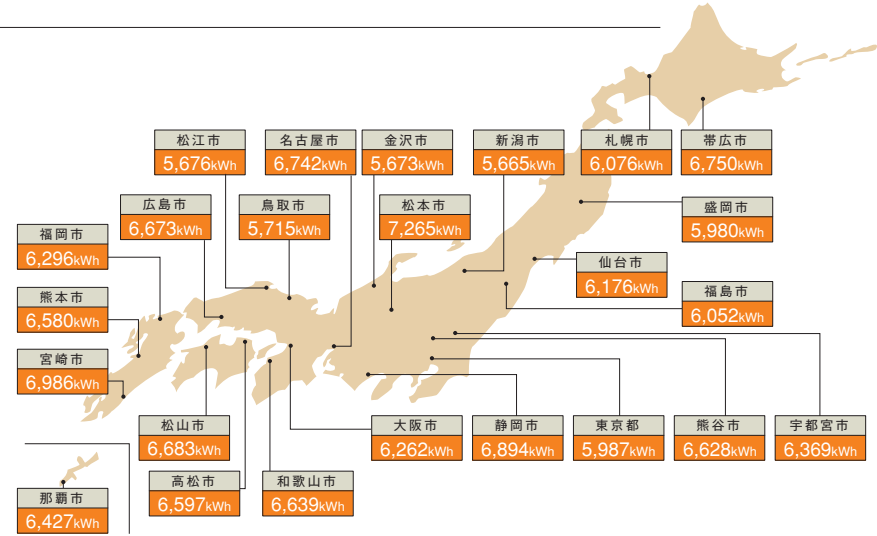 松江市
5,676kWh
名古屋市
6,742kWh
金沢市
5,673kWh
新潟市
5,665kWh
札幌市
6,076kWh
帯広市
6,750kWh
広島市
6,673kWh
鳥取市
5,715kWh
松本市
7,265kWh
盛岡市
5,980kWh
福岡市
6,296kWh
仙台市
6,176kWh
福島市
6,052kWh
熊本市
6,580kWh
宮崎市
6,986kWh
松山市
6,683kWh
大阪市
6,262kWh
静岡市
6,894kWh
東京都
5,987kWh
熊谷市
6,628kWh
宇都宮市
6,369kWh
高松市
6,597kWh
和歌山市
6,639kWh
那覇市
6,427kWh